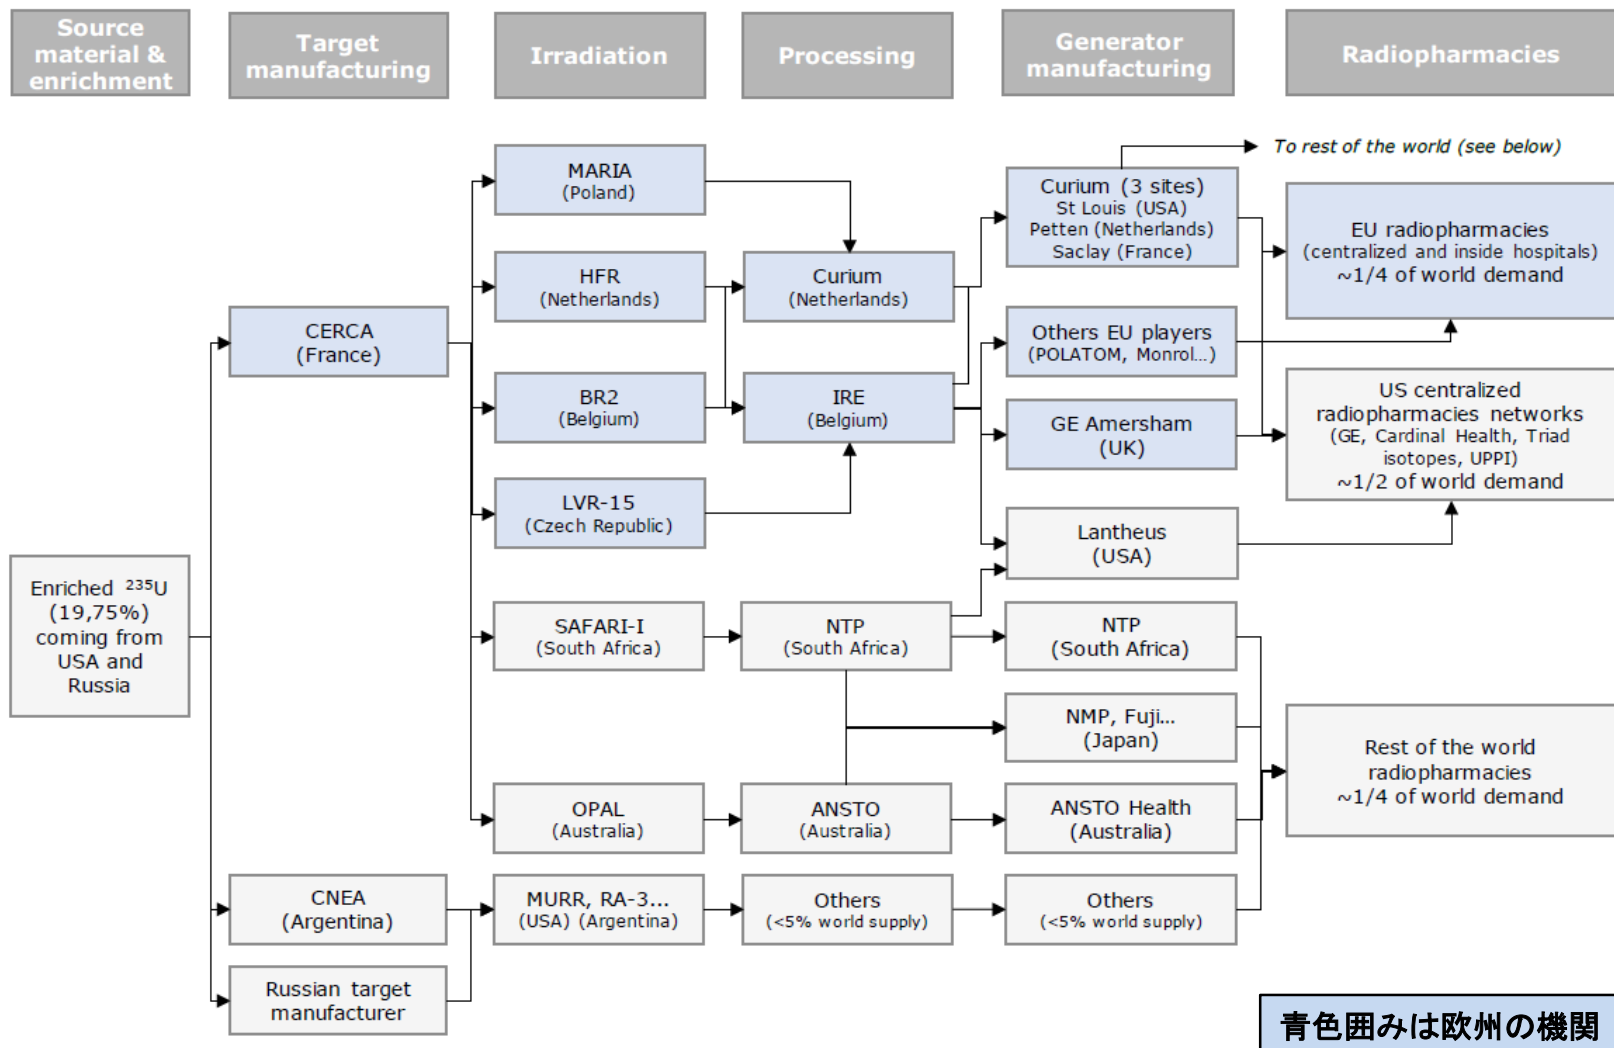 Source
material &
enrichment
Target
manufacturing
Irradiation
Processing
Generator
manufacturing
Radiopharmacies
Enriched ²³⁵U
(19,75%)
coming from
USA and
Russia
CERCA
(France)
CNEA
(Argentina)
Russian target
manufacturer
MARIA
(Poland)
HFR
(Netherlands)
BR2
(Belgium)
LVR-15
(Czech Republic)
SAFARI-I
(South Africa)
OPAL
(Australia)
MURR, RA-3...
(USA) (Argentina)
Curium
(Netherlands)
IRE
(Belgium)
NTP
(South Africa)
ANSTO
(Australia)
Others
(<5% world supply)
To rest of the world (see below)
Curium (3 sites)
St Louis (USA)
Petten (Netherlands)
Saclay (France)
Others EU players
(POLATOM, Monrol...)
GE Amersham
(UK)
Lantheus
(USA)
NTP
(South Africa)
NMP, Fuji...
(Japan)
ANSTO Health
(Australia)
Others
(<5% world supply)
EU radiopharmacies
(centralized and inside hospitals)
~1/4 of world demand
US centralized
radiopharmacies networks
(GE, Cardinal Health, Triad
isotopes, UPPI)
~1/2 of world demand
Rest of the world
radiopharmacies
~1/4 of world demand
青色囲みは欧州の機関